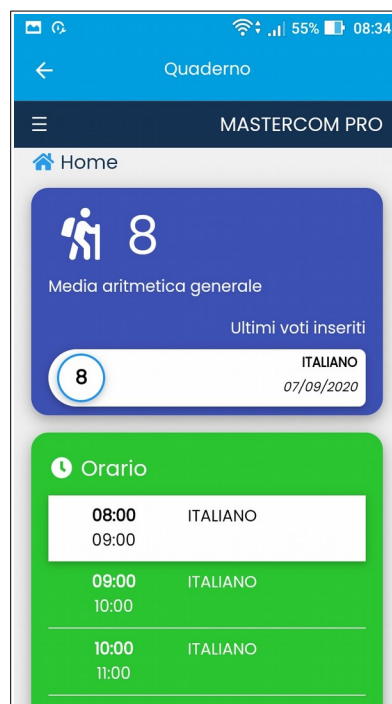 55% 08:34
Quaderno
MASTERCOM PRO
Home
8
Media aritmetica generale
Ultimi voti inseriti
8 ITALIANO
07/09/2020
Orario
08:00 ITALIANO
09:00
09:00 ITALIANO
10:00
10:00 ITALIANO
11:00